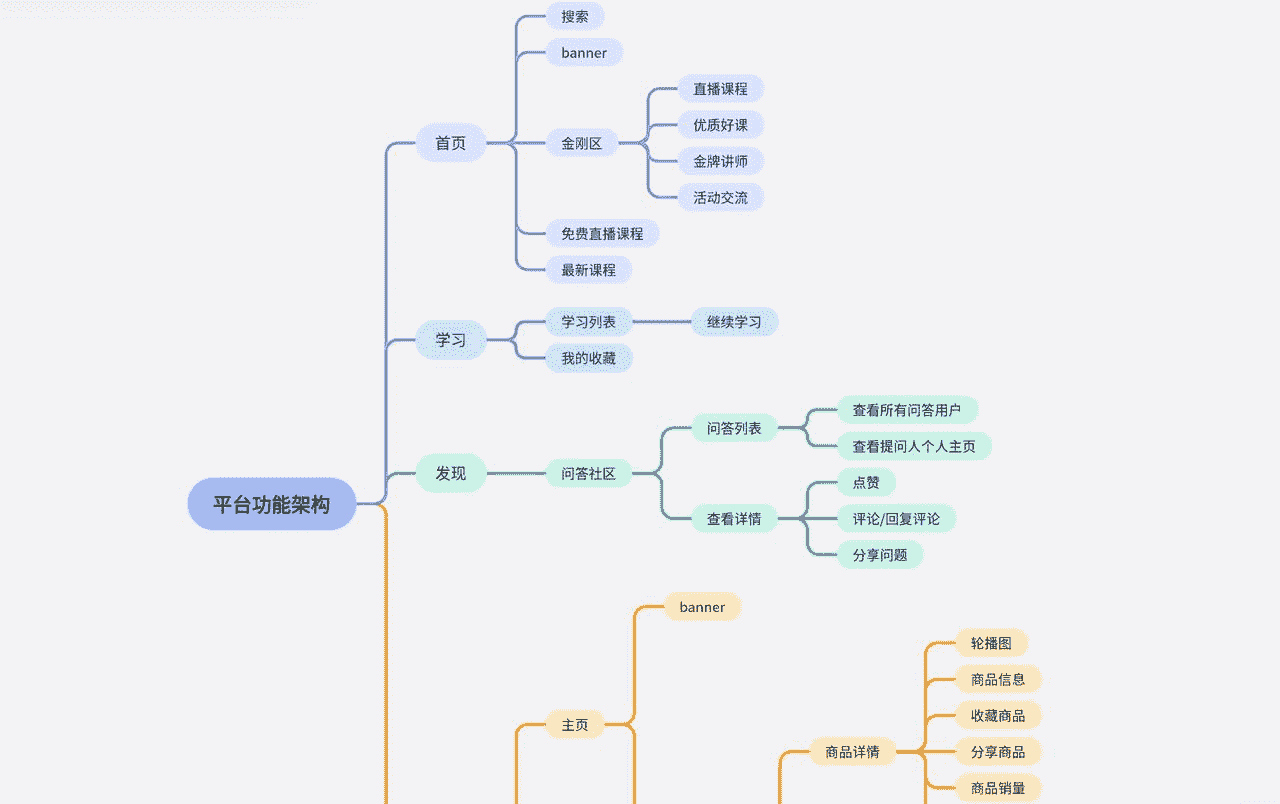 搜索
banner
直播课程
优质好课
首页
金刚区
金牌讲师
活动交流
免费直播课程
最新课程
学习列表
继续学习
学习
我的收藏
查看所有问答用户
问答列表
查看提问人个人主页
发现
问答社区
点赞
平台功能架构
查看详情
评论/回复评论
分享问题
banner
轮播图
商品信息
收藏商品
主页
商品详情
分享商品
商品销量